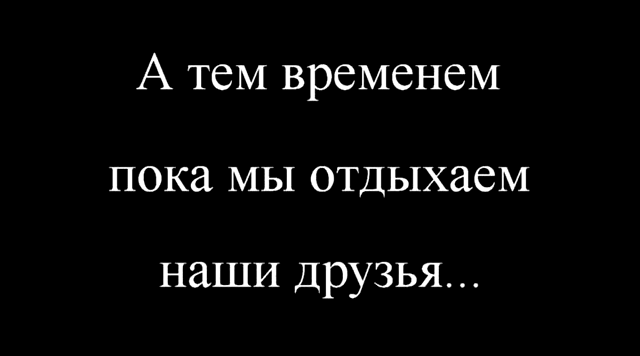 А тем временем
пока мы отдыхаем
наши друзья...